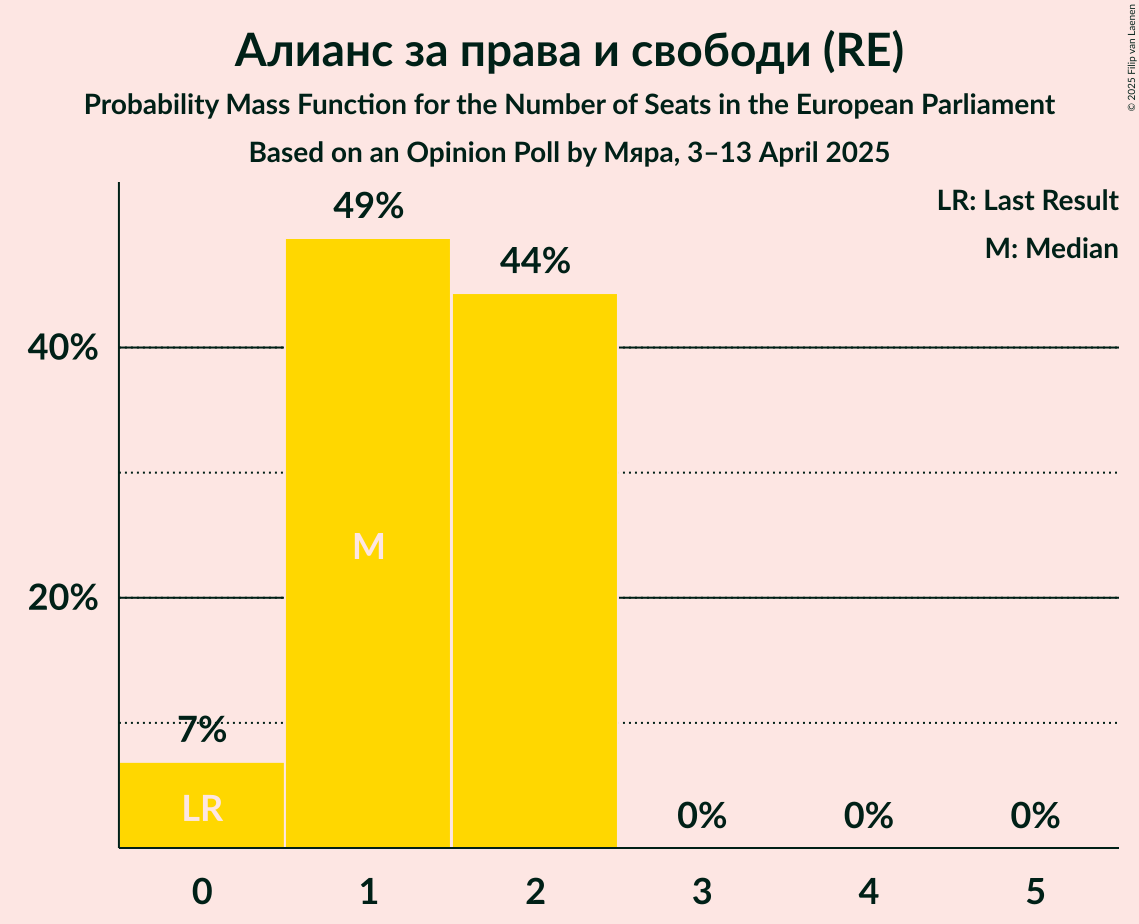 Алианс за права и свободи (RE)
Probability Mass Function for the Number of Seats in the European Parliament
Based on an Opinion Poll by Мяра, 3–13 April 2025
© 2025 Filip van Laenen
LR: Last Result
M: Median
49%
44%
40%
M
20%
7%
LR
0%
0%
0%
0
1
2
3
4
5